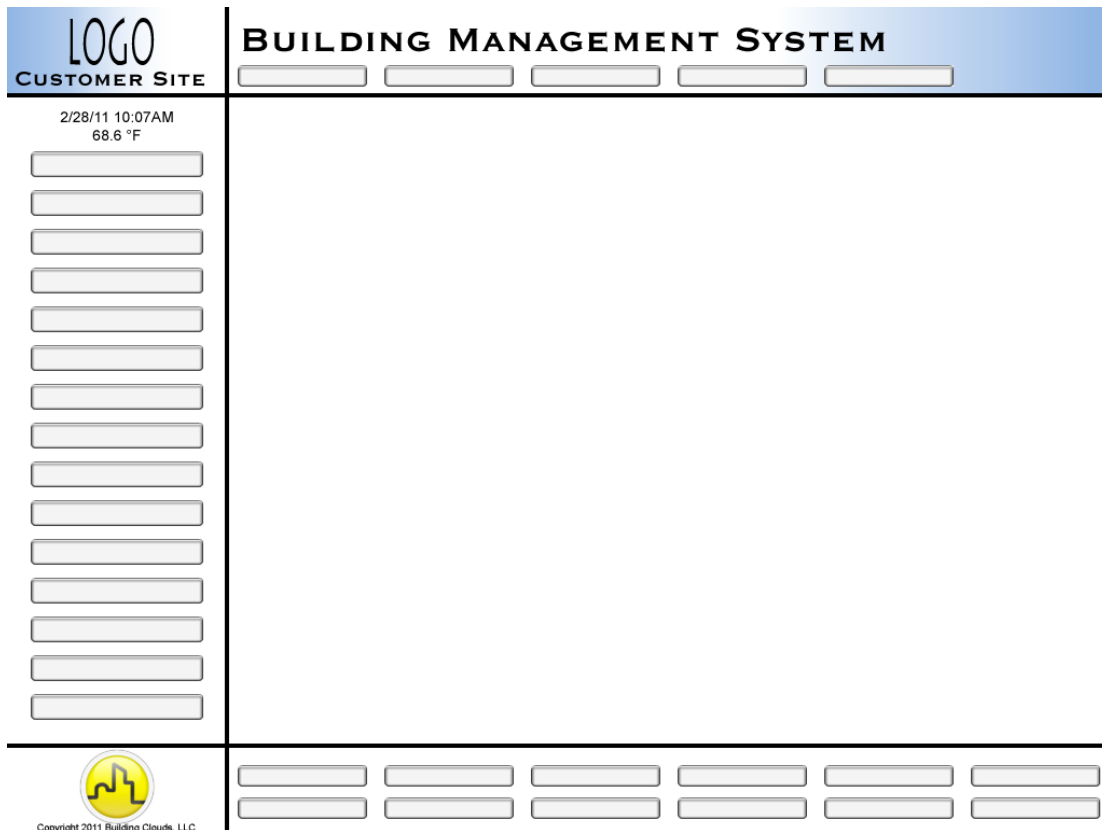 LOGO
CUSTOMER SITE
BUILDING MANAGEMENT SYSTEM
2/28/11 10:07AM
68.6 °F
Copyright 2011 Building Clouds, LLC